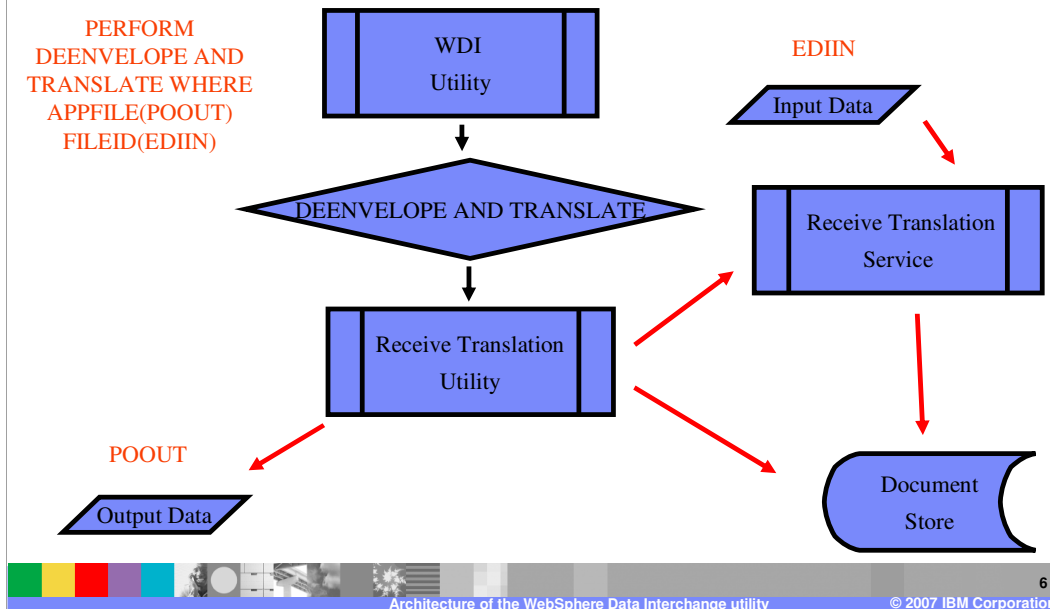 PERFORM
DEENVELOPE AND
TRANSLATE WHERE
APPFILE(POOUT)
FILEID(EDIIN)
WDI
Utility
EDIIN
Input Data
DEENVELOPE AND TRANSLATE
Receive Translation
Service
Receive Translation
Utility
POOUT
Output Data
Document
Store
6
Architecture of the WebSphere Data Interchange utility
© 2007 IBM Corporation